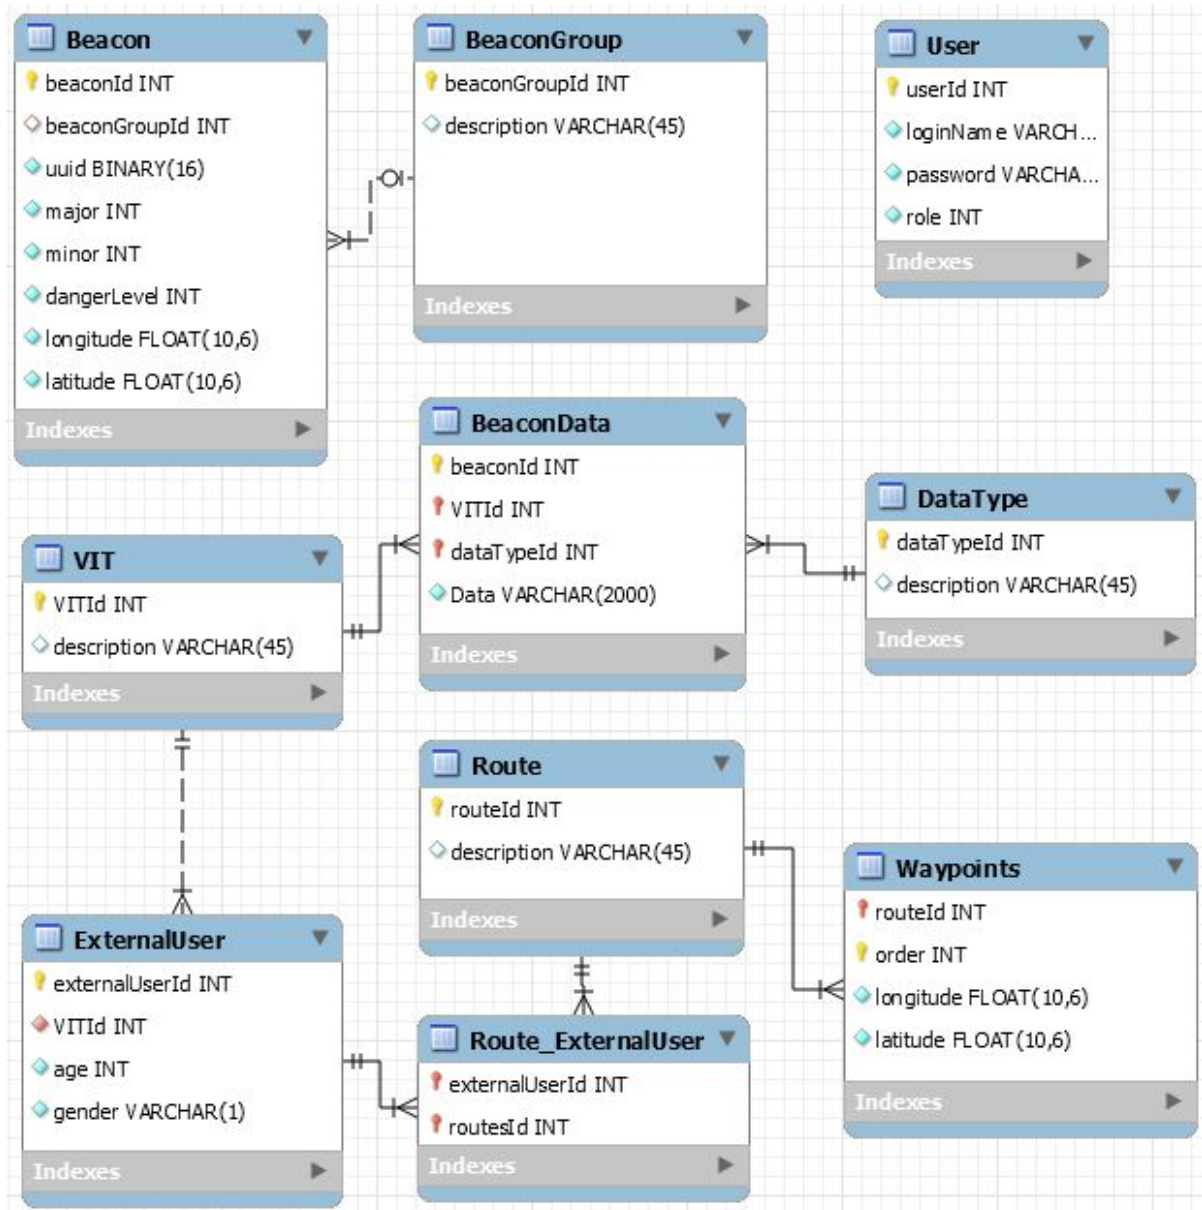 Beacon
beaconId INT
beaconGroupId INT
uuid BINARY(16)
major INT
minor INT
dangerLevel INT
longitude FLOAT(10,6)
latitude FLOAT(10,6)
Indexes
BeaconGroup
beaconGroupId INT
description VARCHAR(45)
Indexes
User
userId INT
loginName VARCH...
password VARCHA...
role INT
Indexes
BeaconData
beaconId INT
VITId INT
dataTypeId INT
Data VARCHAR(2000)
Indexes
DataType
dataTypeId INT
description VARCHAR(45)
Indexes
VIT
VITId INT
description VARCHAR(45)
Indexes
Route
routeId INT
description VARCHAR(45)
Indexes
Waypoints
routeId INT
order INT
longitude FLOAT(10,6)
latitude FLOAT(10,6)
Indexes
ExternalUser
externalUserId INT
VITId INT
age INT
gender VARCHAR(1)
Indexes
Route_ExternalUser
externalUserId INT
routesId INT
Indexes